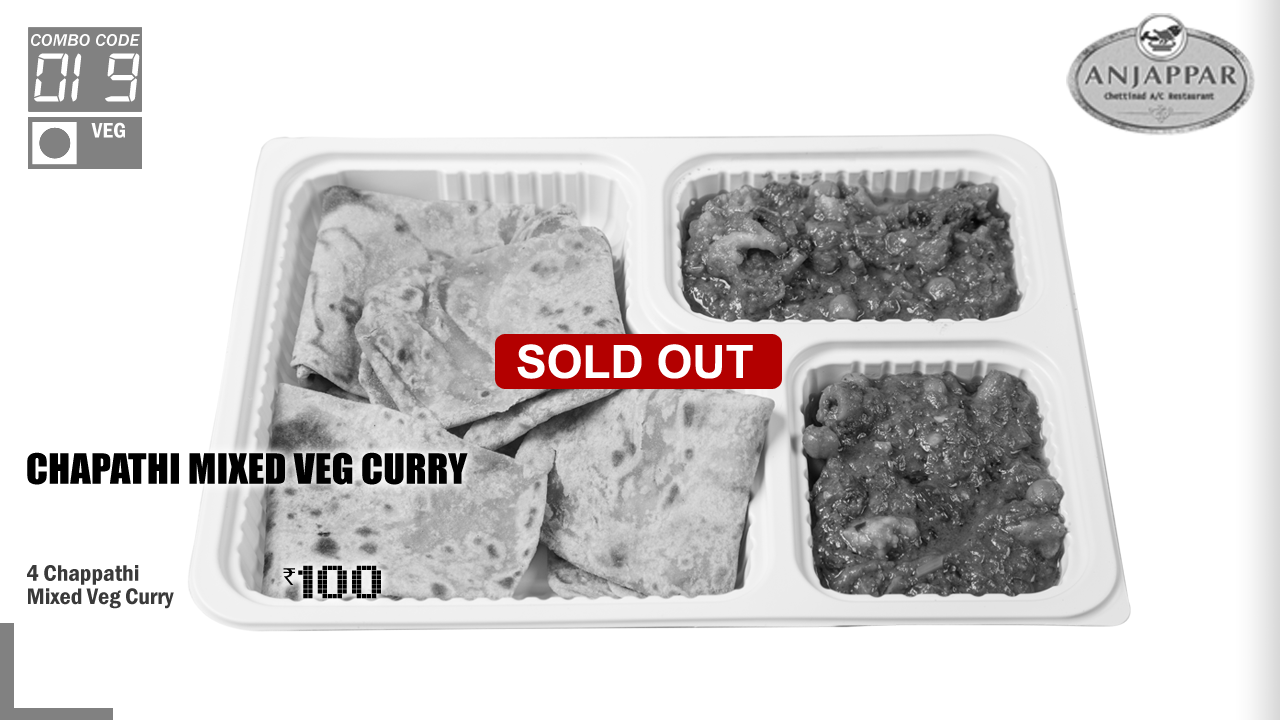 COMBO CODE
019
VEG
ANJAPPAR
Chettinad A/C Restaurant
SOLD OUT
CHAPATHI MIXED VEG CURRY
4 Chappathi
Mixed Veg Curry
₹100